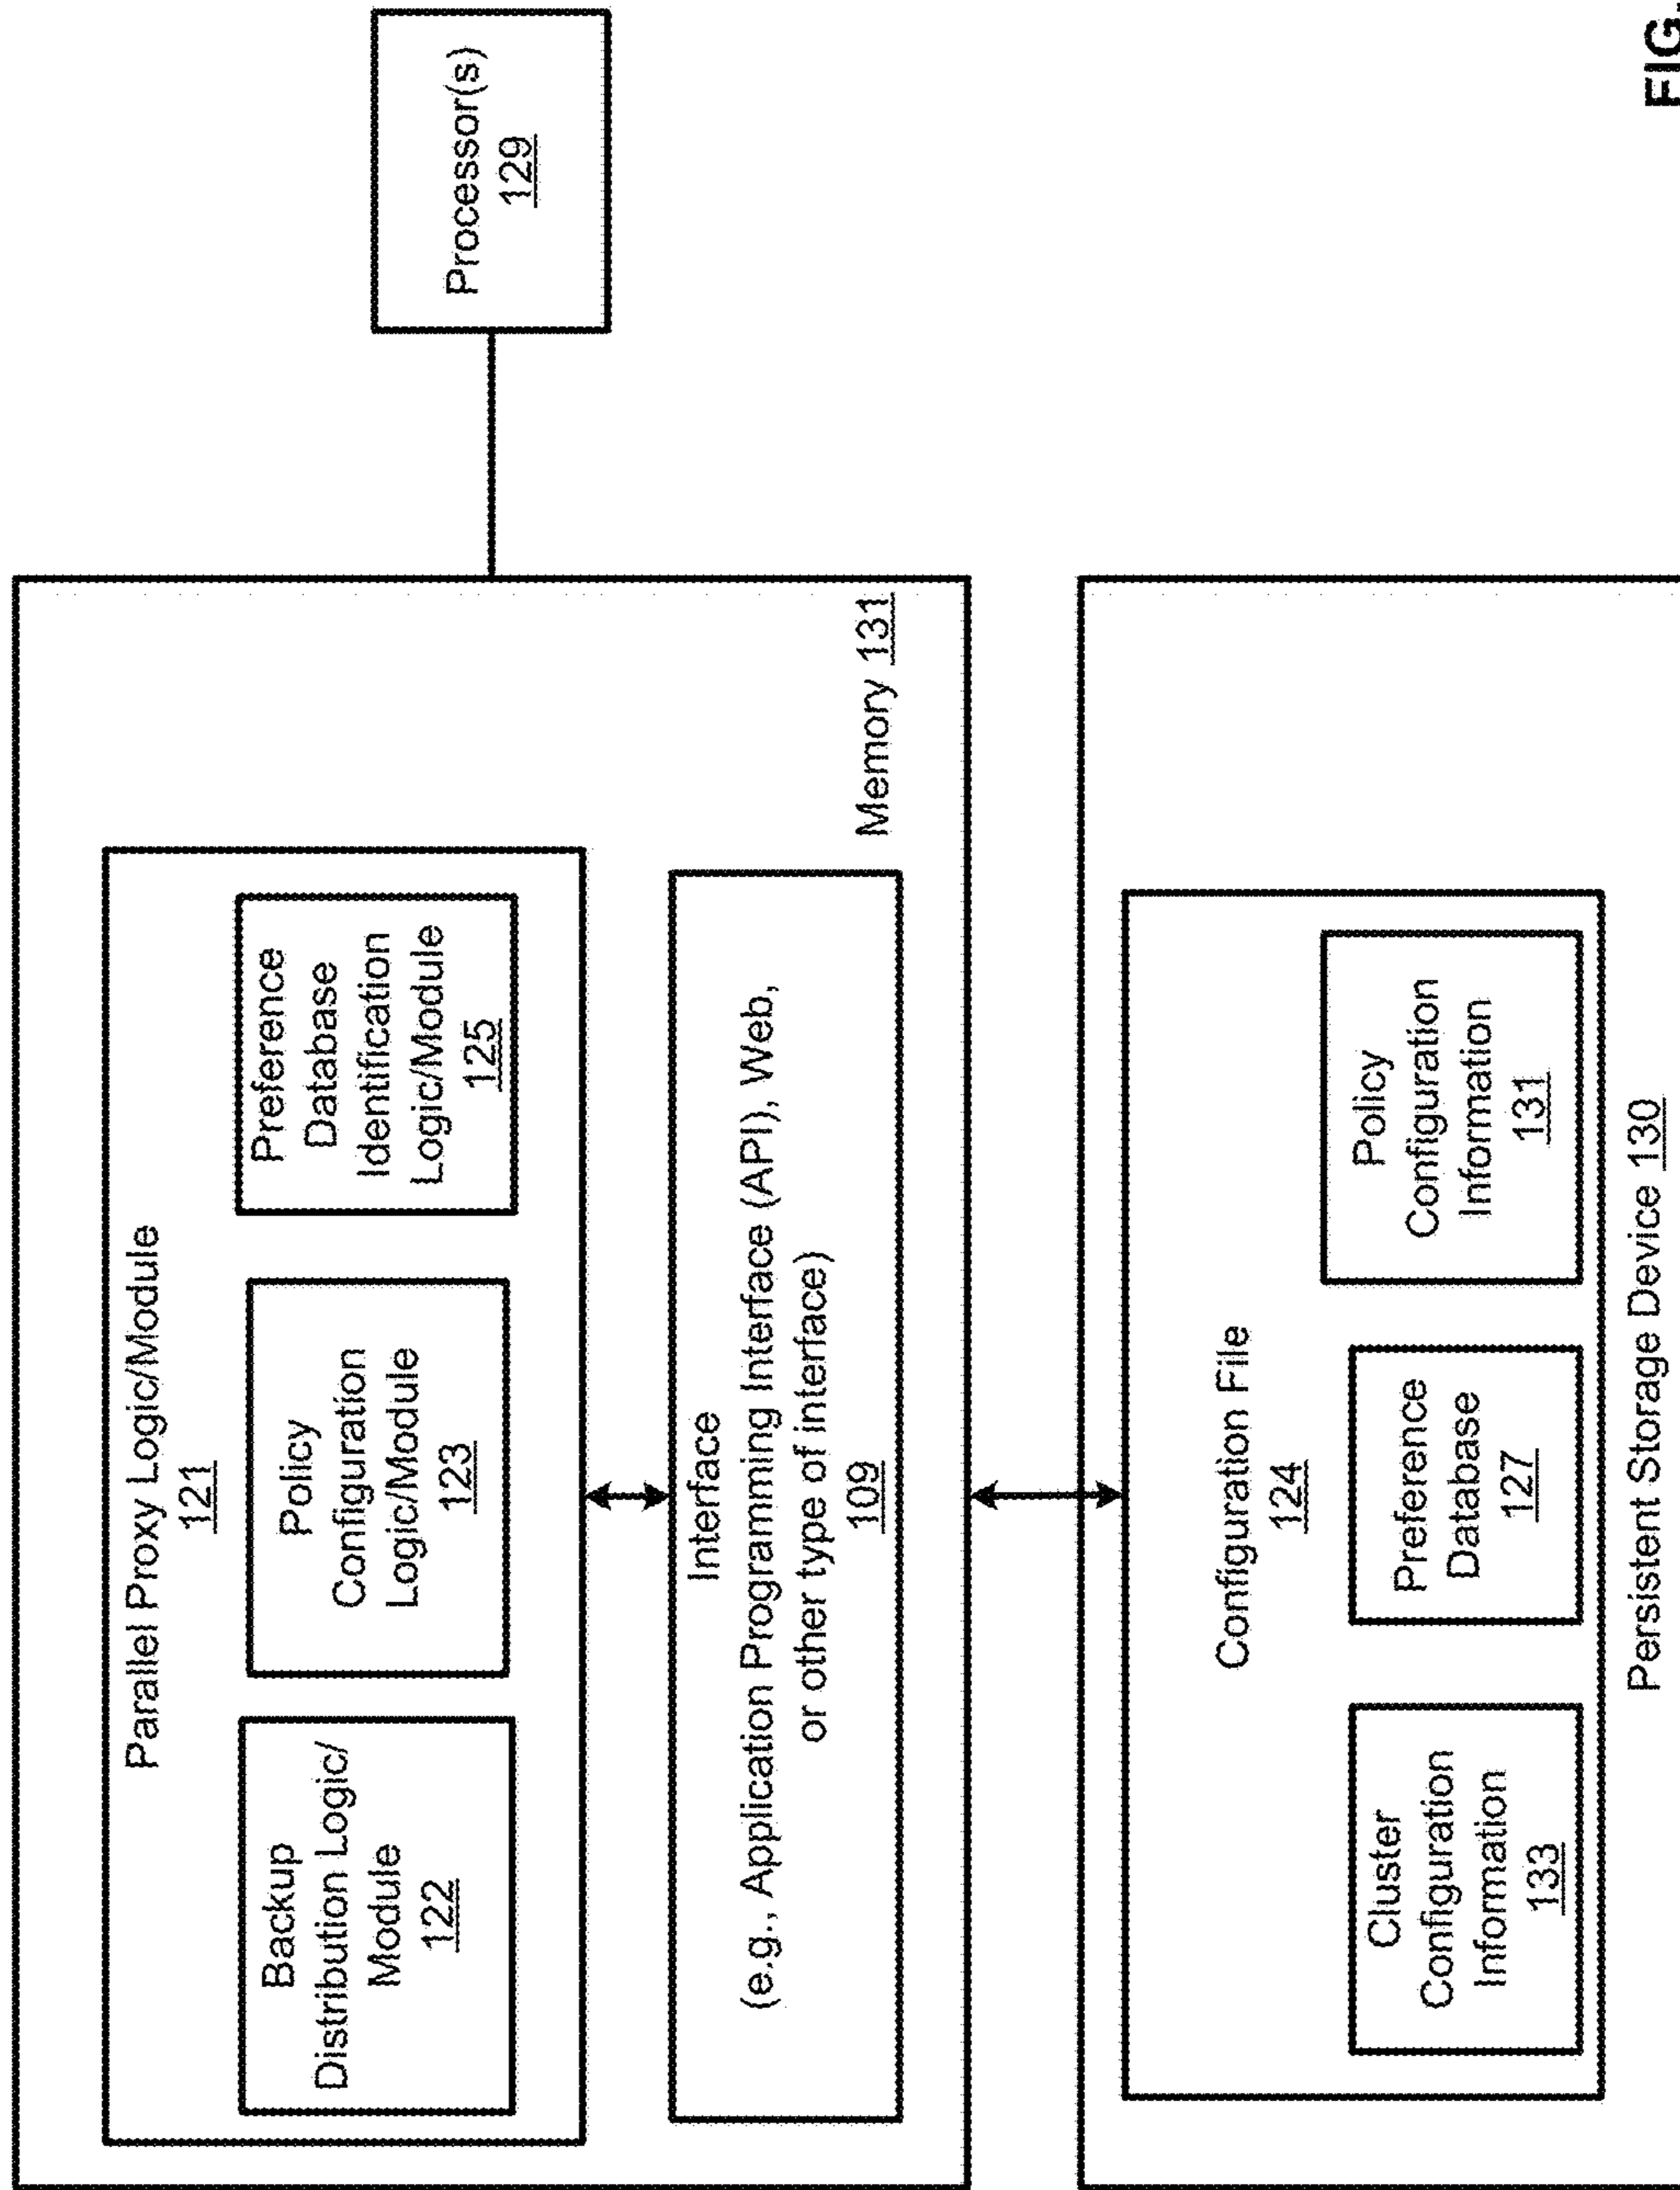 Parallel Proxy Logic/Module
121
Backup
Distribution Logic/
Module
122
Policy
Configuration
Logic/Module
123
Preference
Database
Identification
Logic/Module
125
Interface
(e.g., Application Programming Interface (API), Web,
or other type of interface)
109
Memory 131
Processor(s)
129
Configuration File
124
Cluster
Configuration
Information
133
Preference
Database
127
Policy
Configuration
Information
131
Persistent Storage Device 130
FIG.